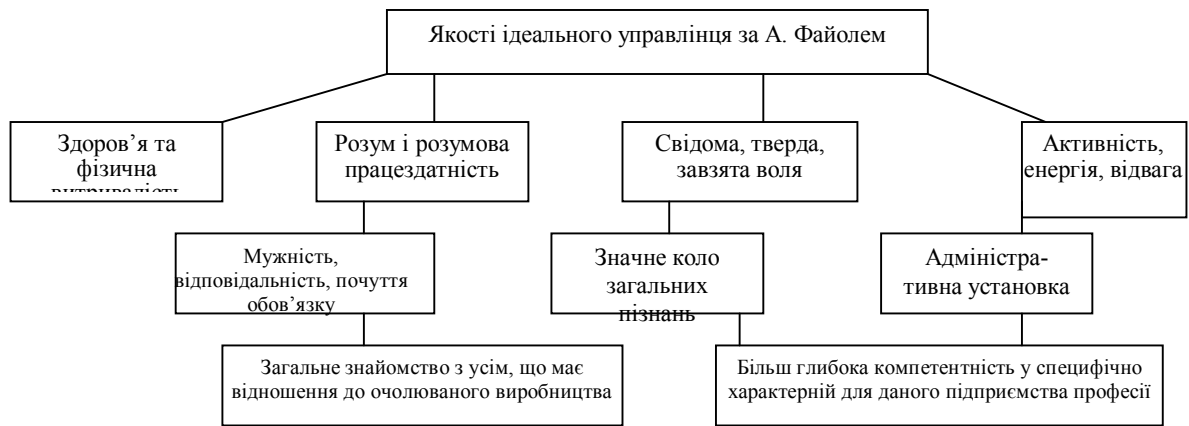 Якості ідеального управлінця за А. Файолем
Здоров’я та
фізична
витривалість
Розум і розумова
працездатність
Свідома, тверда,
завзята воля
Активність,
енергія, відвага
Мужність,
відповідальність, почуття
обов’язку
Значне коло
загальних
пізнань
Адміністра-
тивна установка
Загальне знайомство з усім, що має
відношення до очолюваного виробництва
Більш глибока компетентність у специфічно
характерній для даного підприємства професії